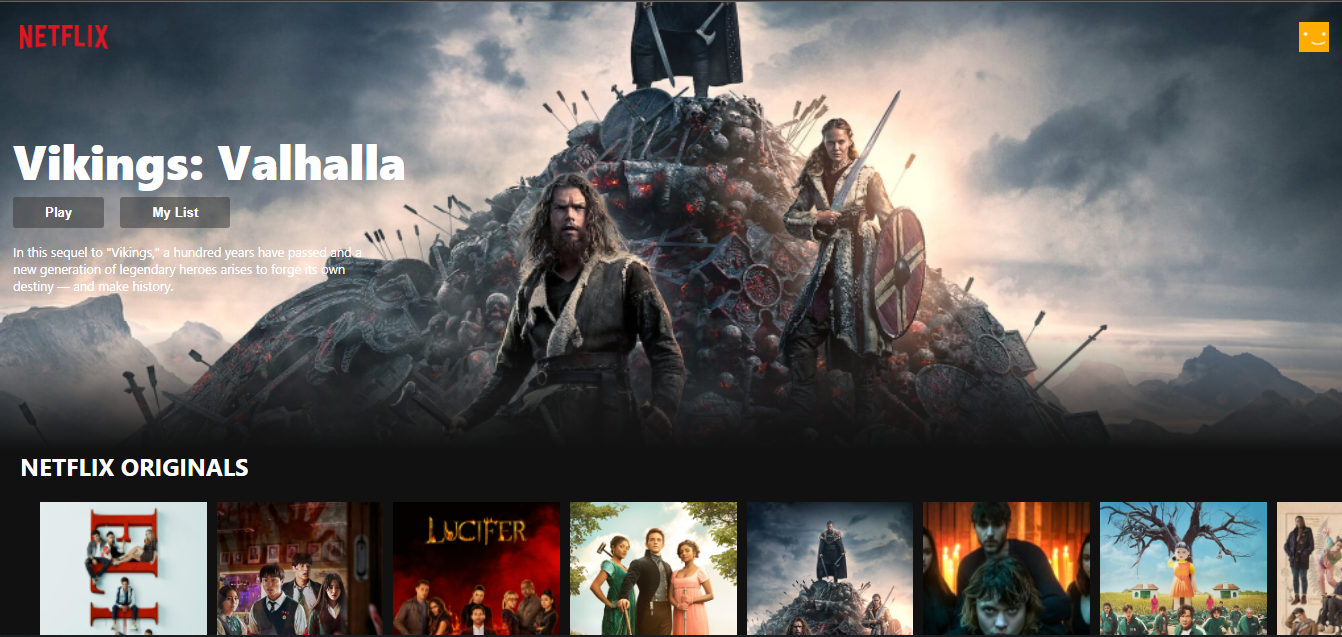 NETFLIX
Vikings: Valhalla
Play
My List
In this sequel to "Vikings," a hundred years have passed and a
new generation of legendary heroes arises to forge its own
destiny — and make history.
NETFLIX ORIGINALS
LUCIFER